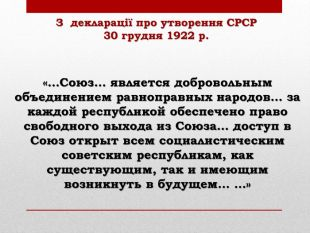 З декларації про утворення СРСР
30 грудня 1922 р.
«...Союз... является добровольным
объединением равноправных народов... за
каждой республикой обеспечено право
свободного выхода из Союза... доступ в
Союз открыт всем социалистическим
советским республикам, как
существующим, так и имеющим
возникнуть в будущем... ...»